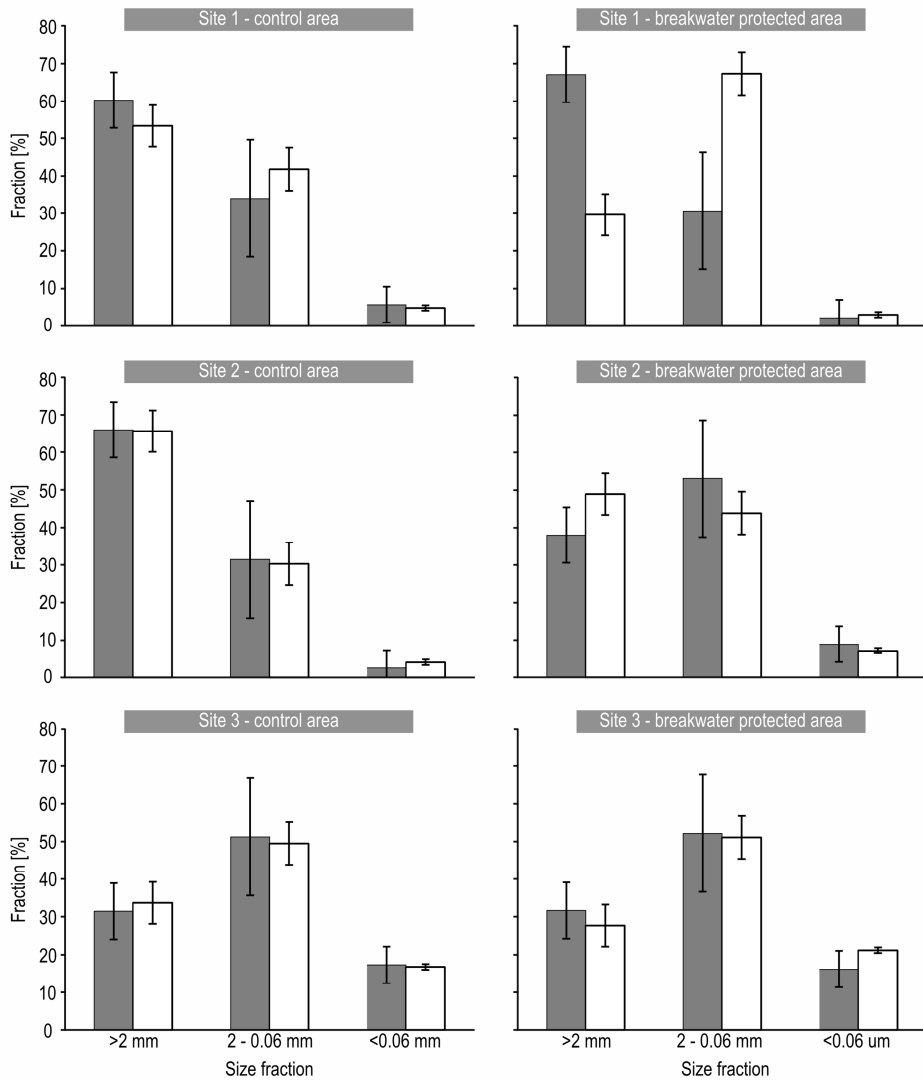 Site 1 - control area
Site 1 - breakwater protected area
80
70
60
50
40
30
20
10
0
Fraction [%]
Site 2 - control area
Site 2 - breakwater protected area
80
70
60
50
40
30
20
10
0
Fraction [%]
Site 3 - control area
Site 3 - breakwater protected area
80
70
60
50
40
30
20
10
0
Fraction [%]
>2 mm 2 - 0.06 mm <0.06 mm
>2 mm 2 - 0.06 mm <0.06 um
Size fraction
Size fraction